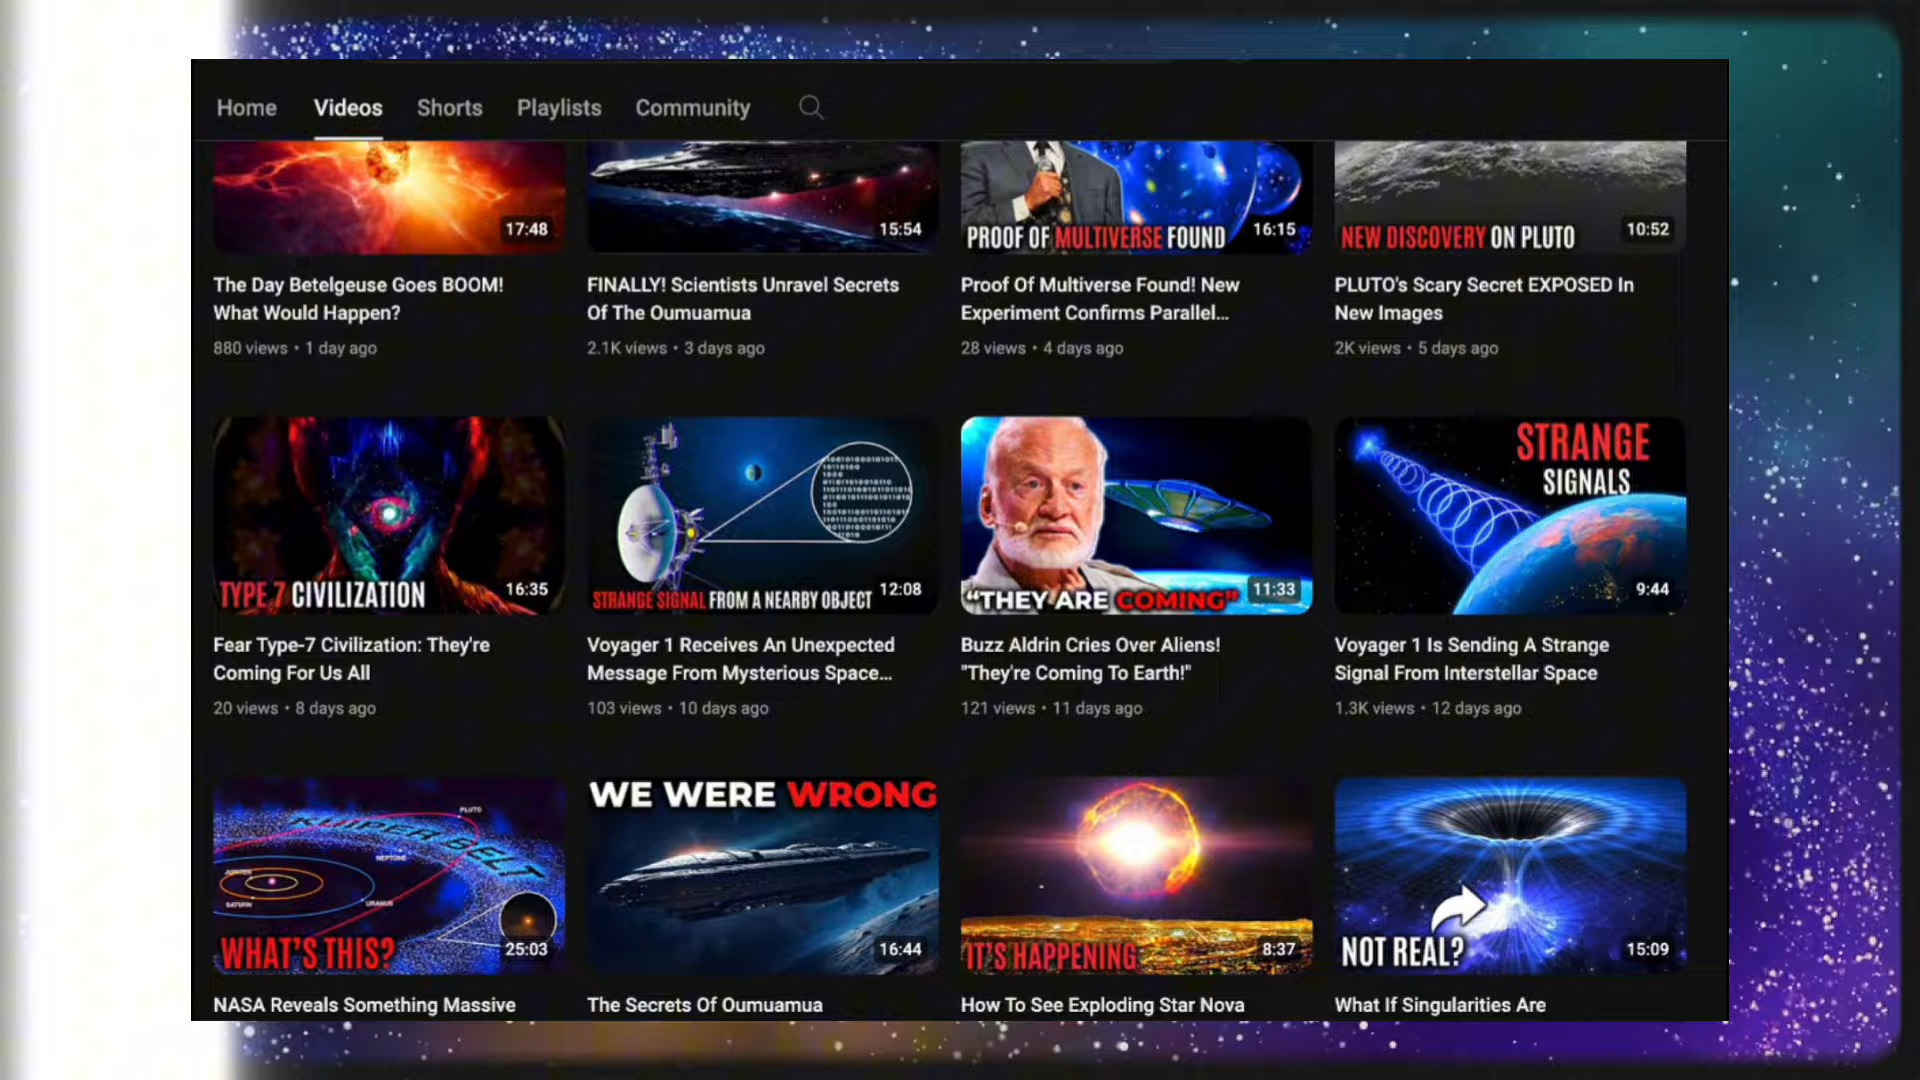 Home Videos Shorts Playlists Community
17:48
15:54
PROOF OF MULTIVERSE FOUND 16:15
NEW DISCOVERY ON PLUTO 10:52
The Day Betelgeuse Goes BOOM!
What Would Happen?
880 views • 1 day ago
FINALLY! Scientists Unravel Secrets
Of The Oumuamua
2.1K views • 3 days ago
Proof Of Multiverse Found! New
Experiment Confirms Parallel...
28 views • 4 days ago
PLUTO's Scary Secret EXPOSED In
New Images
2K views • 5 days ago
TYPE 7 CIVILIZATION 16:35
STRANGE SIGNAL FROM A NEARBY OBJECT 12:08
"THEY ARE COMING" 11:33
STRANGE
SIGNALS
9:44
Fear Type-7 Civilization: They're
Coming For Us All
20 views • 8 days ago
Voyager 1 Receives An Unexpected
Message From Mysterious Space...
103 views • 10 days ago
Buzz Aldrin Cries Over Aliens!
"They're Coming To Earth!"
121 views • 11 days ago
Voyager 1 Is Sending A Strange
Signal From Interstellar Space
1.3K views • 12 days ago
PLUTO
KUIPER BELT
NEPTUNE
JUPITER
SATURN
URANUS
WHAT'S THIS? 25:03
WE WERE WRONG
16:44
IT'S HAPPENING 8:37
NOT REAL? 15:09
NASA Reveals Something Massive
The Secrets Of Oumuamua
How To See Exploding Star Nova
What If Singularities Are